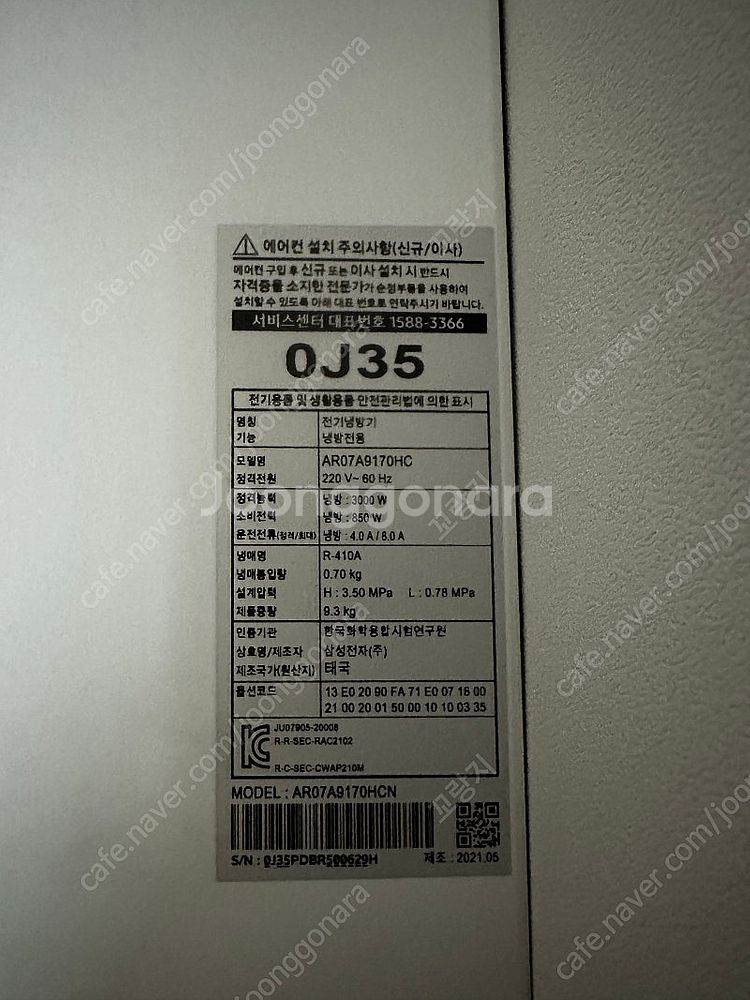 ⚠ 에어컨 설치 주의사항(신규/이사)
에어컨 구입 후 신규 또는 이사 설치 시 반드시
자격증을 소지한 전문가가 순정부품을 사용하여
설치할 수 있도록 아래 대표 번호로 연락주시기 바랍니다.
서비스센터 대표번호 1588-3366
0J35
전기용품 및 생활용품 안전관리법에 의한 표시
명칭 전기냉방기
기능 냉방전용
모델명 AR07A9170HC
정격전원 220 V~ 60 Hz
정격능력 냉방 : 3000 W
소비전력 냉방 : 850 W
운전전류(정격/최대) 냉방 : 4.0 A / 8.0 A
냉매명 R-410A
냉매봉입량 0.70 kg
설계압력 H : 3.50 MPa L : 0.78 MPa
제품중량 9.3 kg
인증기관 한국화학융합시험연구원
상호명/제조자 삼성전자(주)
제조국가(원산지) 태국
옵션코드 13 E0 20 90 FA 71 E0 07 16 00
21 00 20 01 50 00 10 10 03 35
JU07905-20008
R-R-SEC-RAC2102
R-C-SEC-CWAP210M
MODEL : AR07A9170HCN
S/N : 0J35PDBR500629H 제조 : 2021.05
Joonggonara
cafe.naver.com/joonggonara